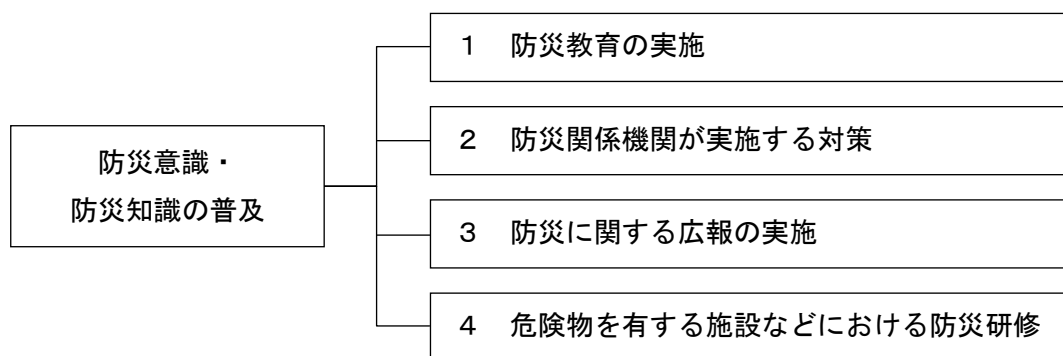 防災意識・
防災知識の普及
１　防災教育の実施
２　防災関係機関が実施する対策
３　防災に関する広報の実施
４　危険物を有する施設などにおける防災研修